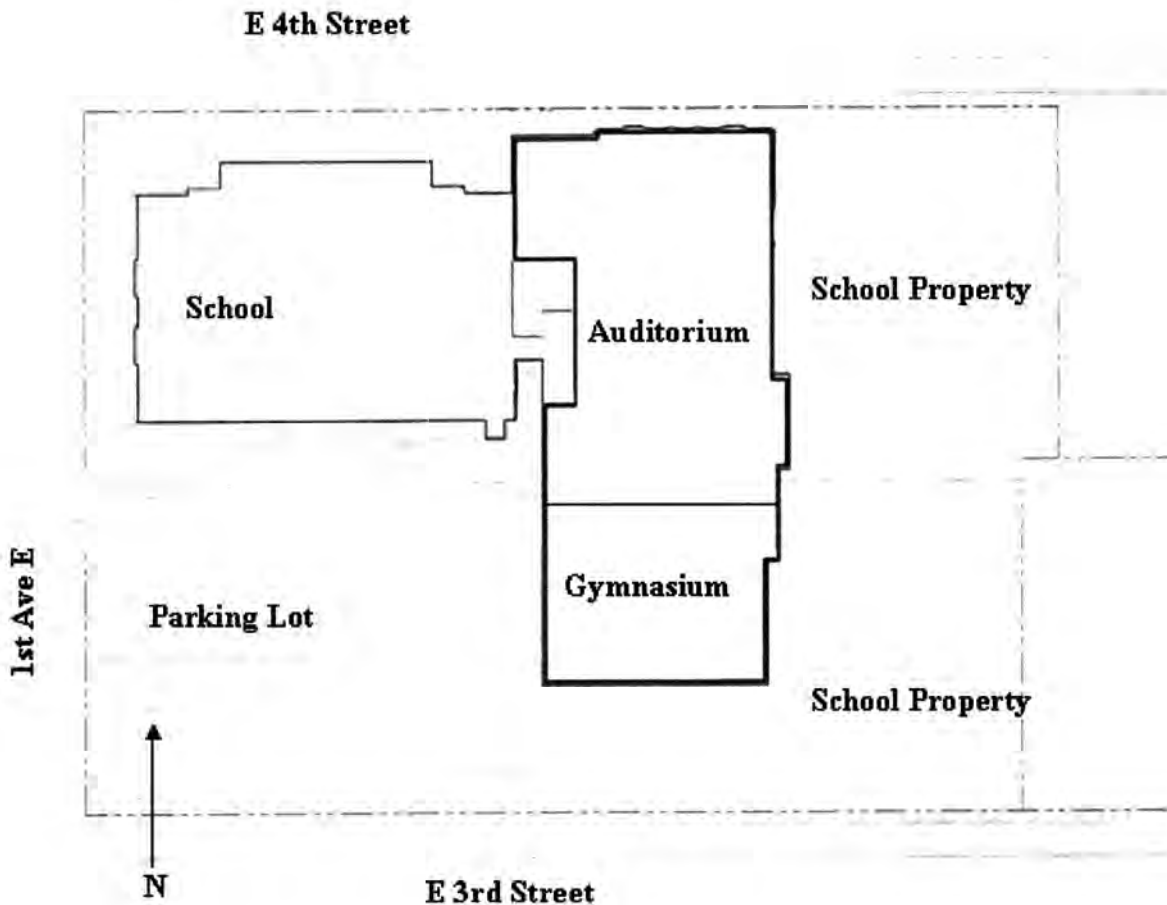 E 4th Street
School
School Property
Auditorium
1st Ave E
Parking Lot
Gymnasium
School Property
N
E 3rd Street